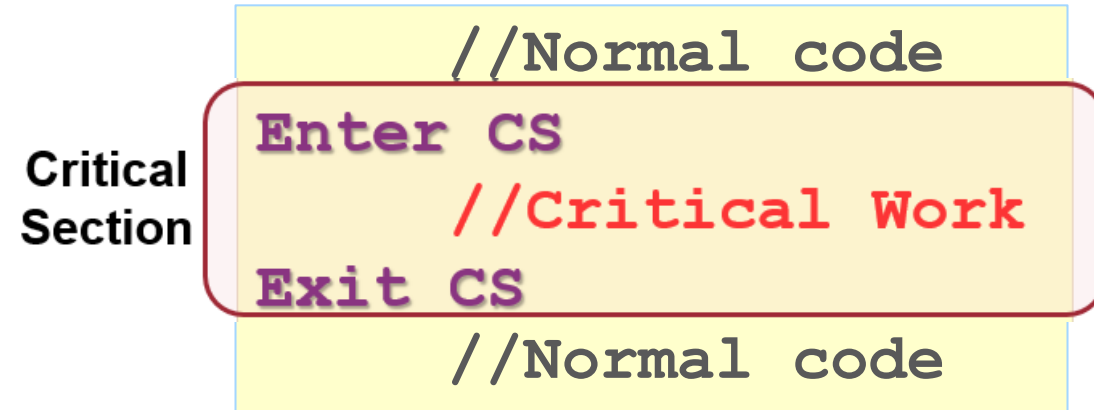 //Normal code
Enter CS
//Critical Work
Exit CS
//Normal code
Critical
Section